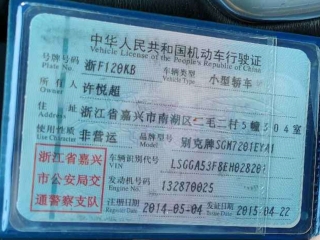 中华人民共和国机动车行驶证
Vehicle License of the People's Republic of China
号牌号码 浙F120KB 车辆类型 小型轿车
Plate No. Vehicle Type
所有人 许悦超
Owner
住址 浙江省嘉兴市南湖区二毛二村5幢304室
Address
使用性质 非营运 品牌型号 别克牌SGM7201EYA1
Use Character Model
浙江省嘉兴市公安局交通警察支队
车辆识别代号 LSGGA53F8EH028201
VIN
发动机号码 132870025
Engine No.
注册日期 2014-05-04 发证日期 2015-04-22
Register Date Issue Date